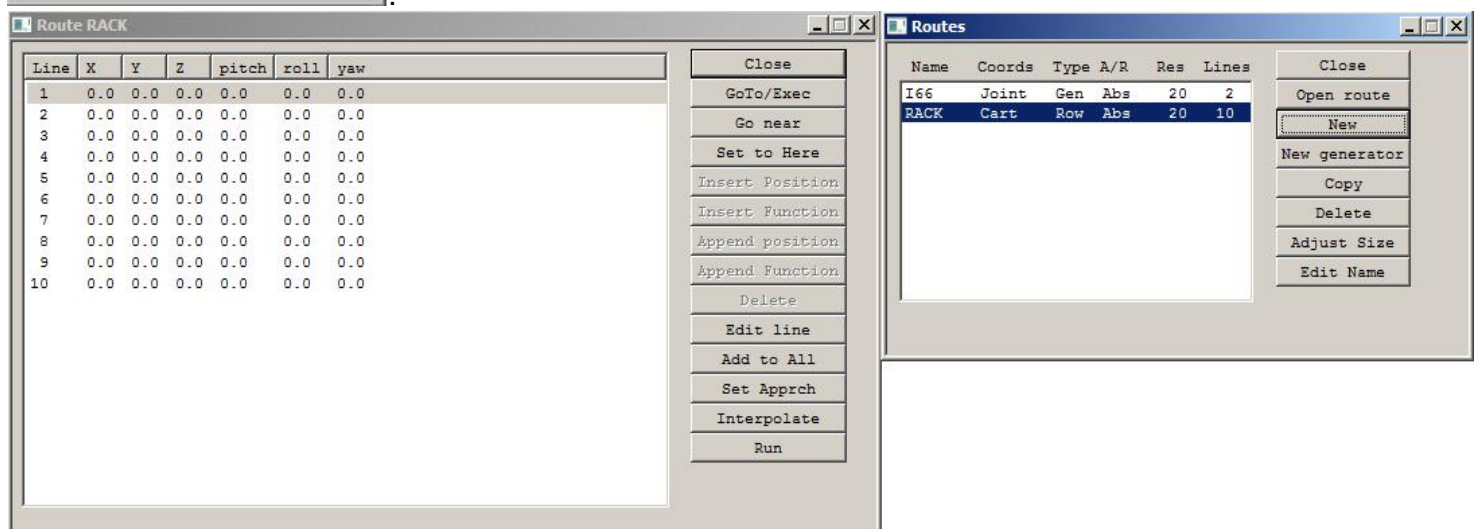 .
Route RACK
Line X Y Z pitch roll yaw
1 0.0 0.0 0.0 0.0 0.0 0.0
2 0.0 0.0 0.0 0.0 0.0 0.0
3 0.0 0.0 0.0 0.0 0.0 0.0
4 0.0 0.0 0.0 0.0 0.0 0.0
5 0.0 0.0 0.0 0.0 0.0 0.0
6 0.0 0.0 0.0 0.0 0.0 0.0
7 0.0 0.0 0.0 0.0 0.0 0.0
8 0.0 0.0 0.0 0.0 0.0 0.0
9 0.0 0.0 0.0 0.0 0.0 0.0
10 0.0 0.0 0.0 0.0 0.0 0.0
Close
GoTo/Exec
Go near
Set to Here
Insert Position
Insert Function
Append position
Append Function
Delete
Edit line
Add to All
Set Apprch
Interpolate
Run
Routes
Name Coords Type A/R Res Lines
I66 Joint Gen Abs 20 2
RACK Cart Row Abs 20 10
Close
Open route
New
New generator
Copy
Delete
Adjust Size
Edit Name